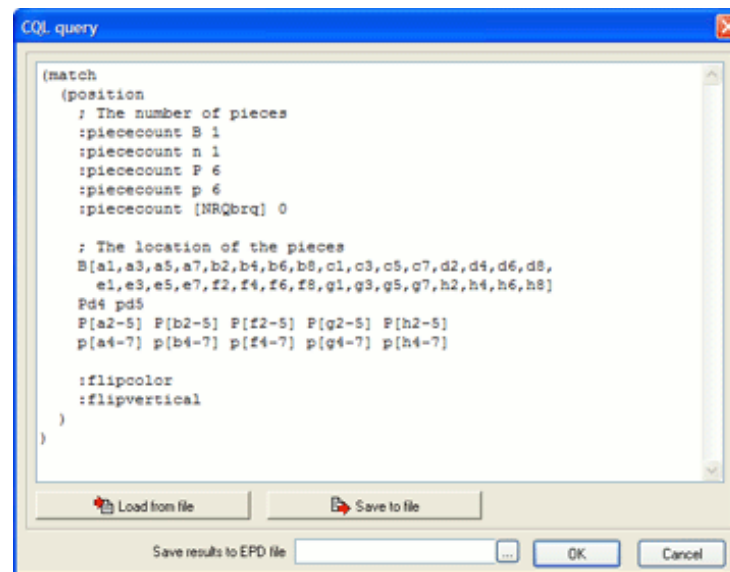 CQL query
(match
  (position
    ; The number of pieces
    :piececount B 1
    :piececount n 1
    :piececount P 6
    :piececount p 6
    :piececount [NRQbrq] 0
    ; The location of the pieces
    B[a1,a3,a5,a7,b2,b4,b6,b8,c1,c3,c5,c7,d2,d4,d6,d8,
      e1,e3,e5,e7,f2,f4,f6,f8,g1,g3,g5,g7,h2,h4,h6,h8]
    Pd4 pd5
    P[a2-5] P[b2-5] P[f2-5] P[g2-5] P[h2-5]
    p[a4-7] p[b4-7] p[f4-7] p[g4-7] p[h4-7]
    :flipcolor
    :flipvertical
  )
)
Load from file Save to file
Save results to EPD file ... OK Cancel